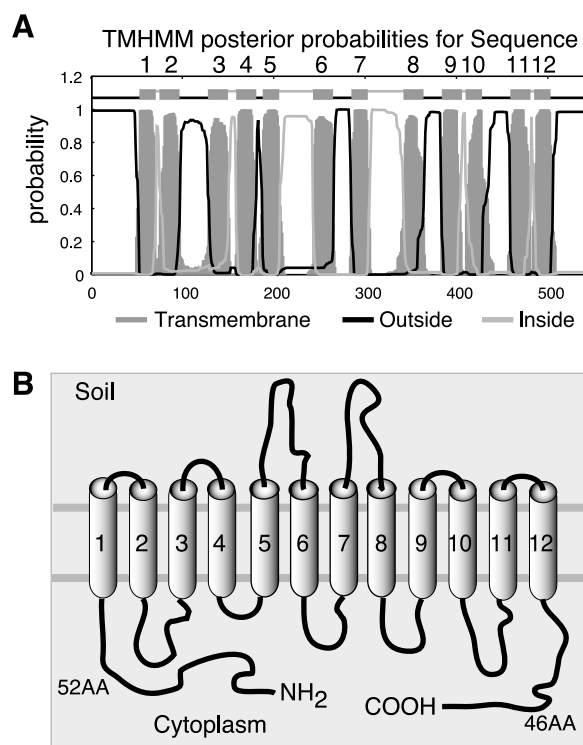 A
TMHMM posterior probabilities for Sequence
1 2 3 4 5 6 7 8 9 10 11 12
1.2
1
0.8
0.6
0.4
0.2
0
probability
0 100 200 300 400 500
Transmembrane Outside Inside
B
Soil
1 2 3 4 5 6 7 8 9 10 11 12
52AA
NH2
COOH
46AA
Cytoplasm